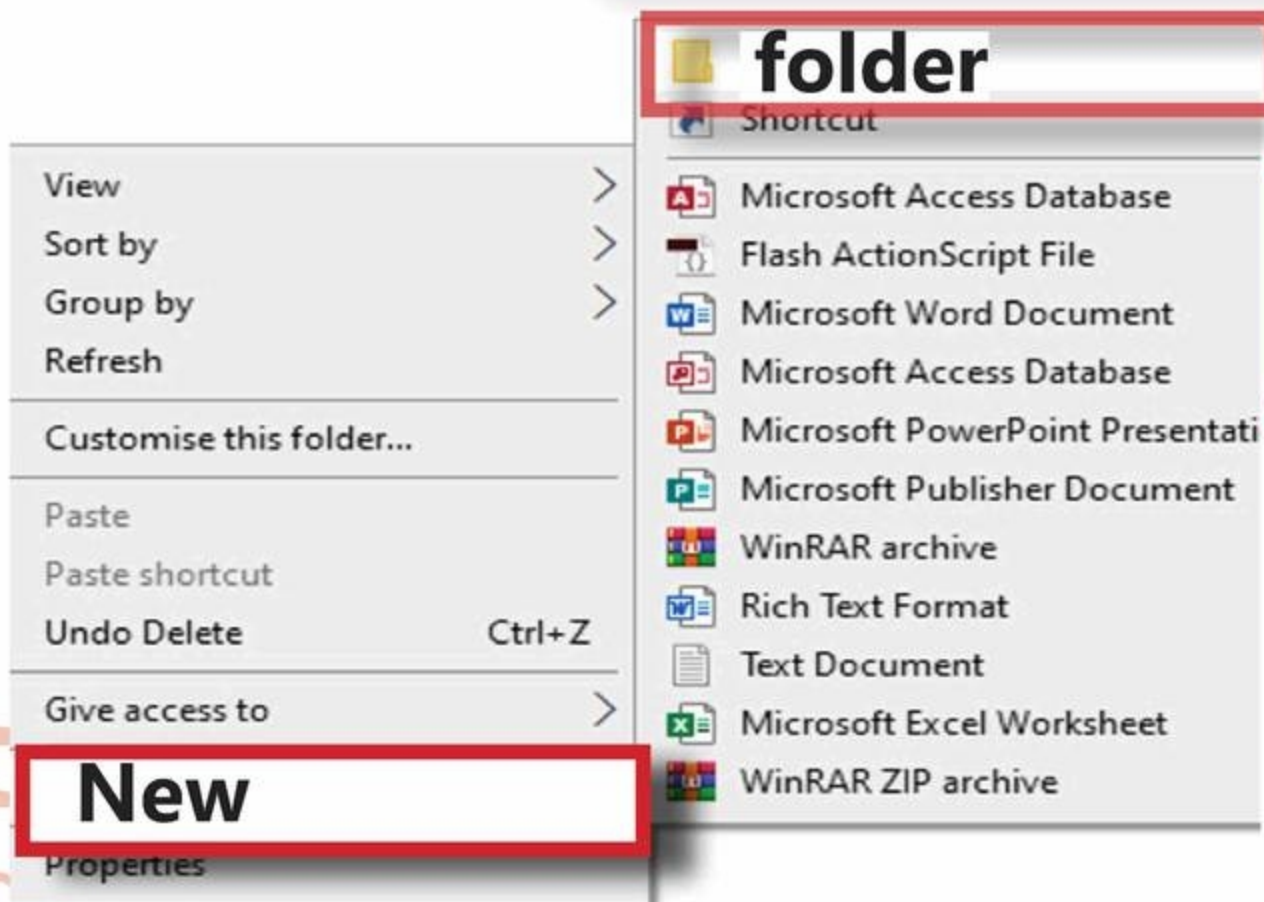 View
Sort by
Group by
Refresh
Customise this folder...
Paste
Paste shortcut
Undo Delete Ctrl+Z
Give access to
New
Properties
folder
Shortcut
Microsoft Access Database
Flash ActionScript File
Microsoft Word Document
Microsoft Access Database
Microsoft PowerPoint Presentati
Microsoft Publisher Document
WinRAR archive
Rich Text Format
Text Document
Microsoft Excel Worksheet
WinRAR ZIP archive